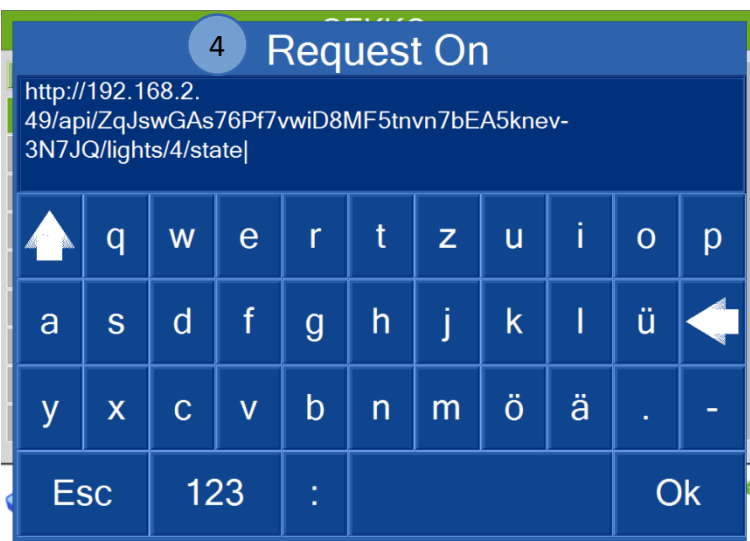 4 Request On
http://192.168.2.
49/api/ZqJswGAs76Pf7vwiD8MF5tnvn7bEA5knev-
3N7JQ/lights/4/state|
q w e r t z u i o p
a s d f g h j k l ü
y x c v b n m ö ä . -
Esc 123 : Ok